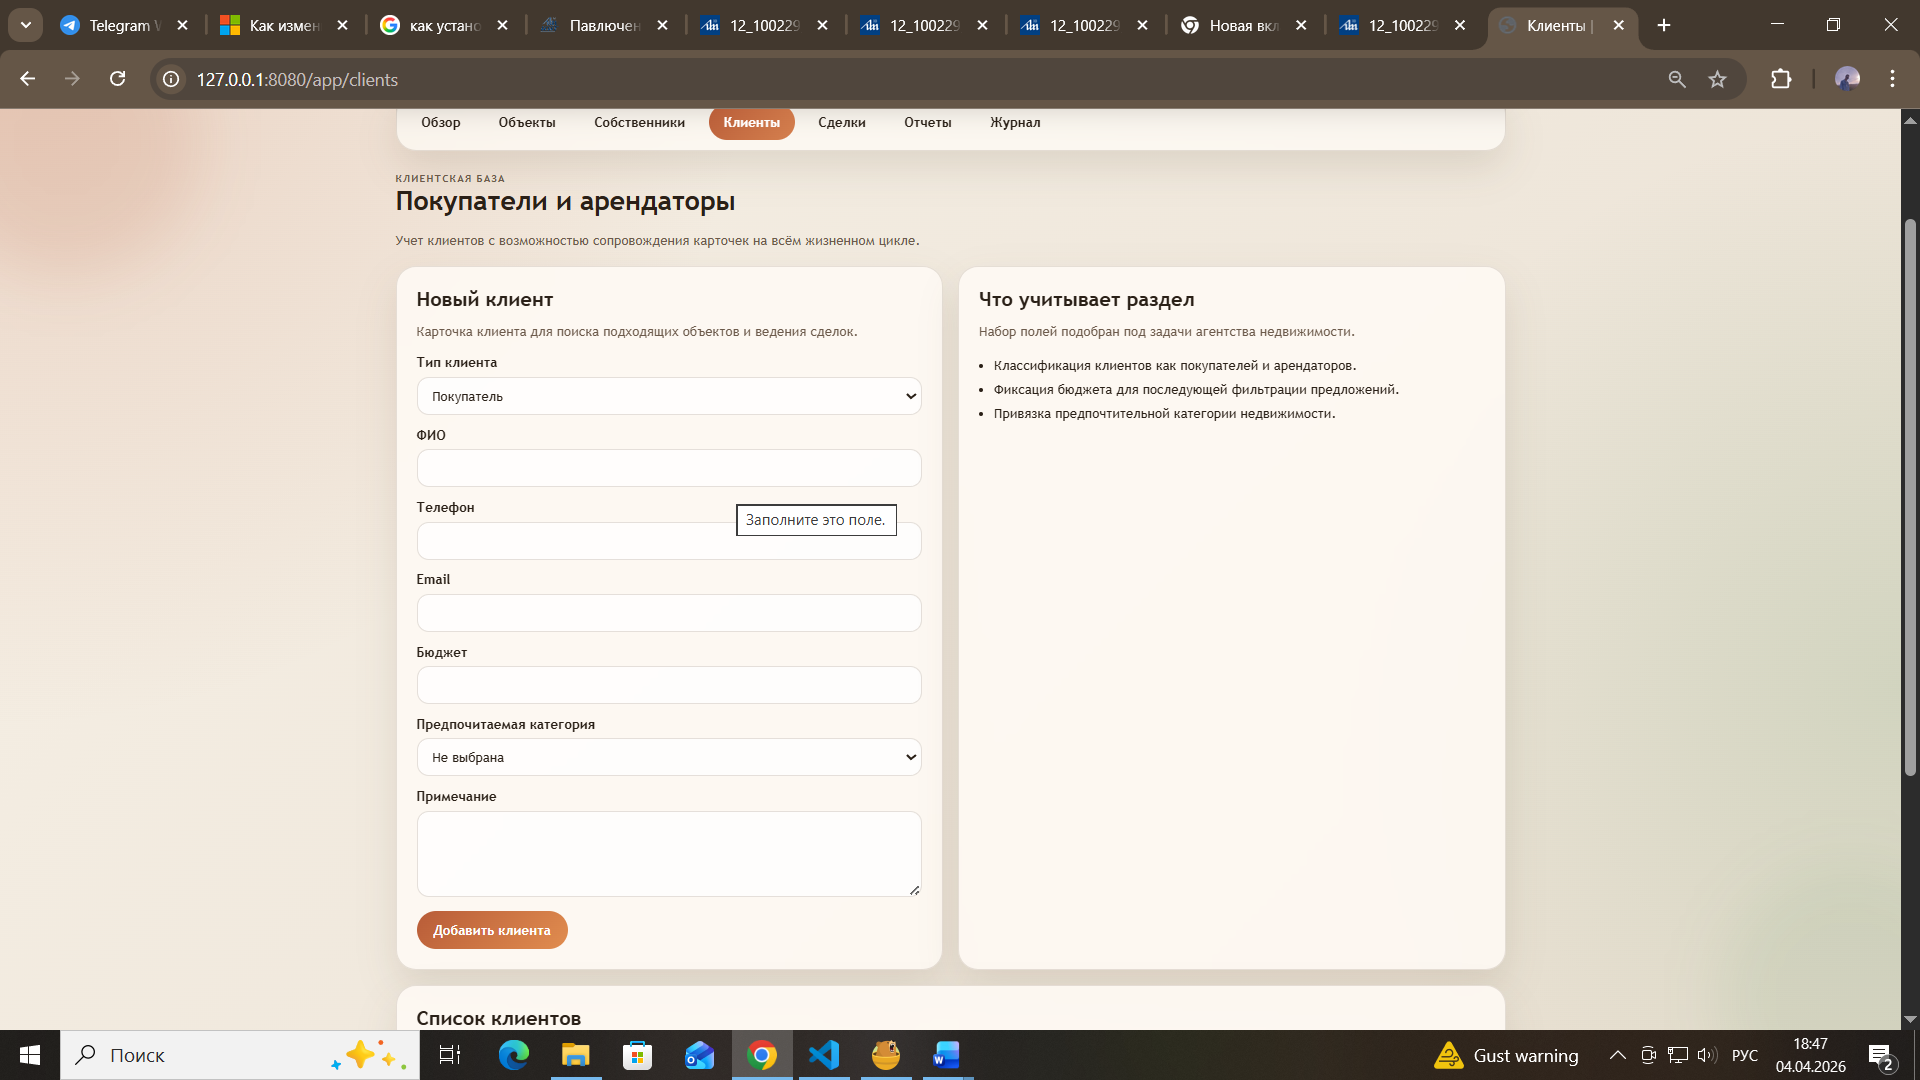 Telegram W
Как измен
как устано
Павлючен
12_100229
12_100229
12_100229
Новая вкл
12_100229
Клиенты |
127.0.0.1:8080/app/clients
Обзор
Объекты
Собственники
Клиенты
Сделки
Отчеты
Журнал
КЛИЕНТСКАЯ БАЗА
Покупатели и арендаторы
Учет клиентов с возможностью сопровождения карточек на всём жизненном цикле.
Новый клиент
Карточка клиента для поиска подходящих объектов и ведения сделок.
Тип клиента
Покупатель
ФИО
Телефон
Заполните это поле.
Email
Бюджет
Предпочитаемая категория
Не выбрана
Примечание
Добавить клиента
Что учитывает раздел
Набор полей подобран под задачи агентства недвижимости.
Классификация клиентов как покупателей и арендаторов.
Фиксация бюджета для последующей фильтрации предложений.
Привязка предпочтительной категории недвижимости.
Список клиентов
Поиск
Gust warning
РУС
18:47
04.04.2026
2